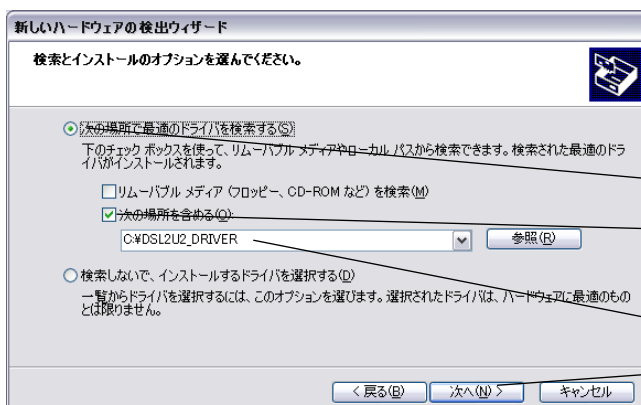 新しいハードウェアの検出ウィザード
検索とインストールのオプションを選んでください。
次の場所で最適のドライバを検索する(S)
下のチェック ボックスを使って、リムーバブル メディアやローカル パスから検索できます。検索された最適のドラ
イバがインストールされます。
リムーバブル メディア (フロッピー、CD-ROM など) を検索(M)
次の場所を含める(O):
C:¥DSL2U2_DRIVER
参照(R)
検索しないで、インストールするドライバを選択する(D)
一覧からドライバを選択するには、このオプションを選びます。選択されたドライバは、ハードウェアに最適のもの
とは限りません。
< 戻る(B)
次へ(N) >
キャンセル